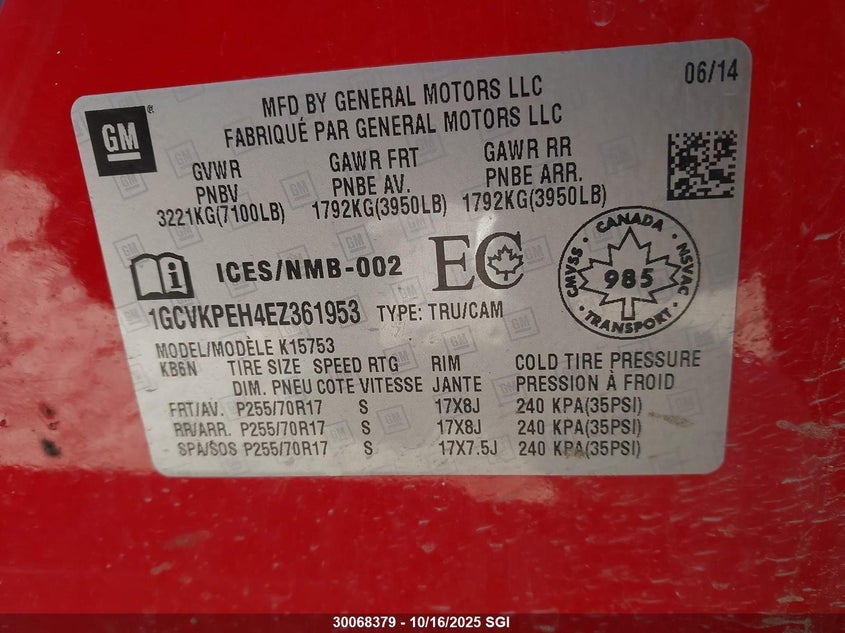 06/14
GM
MFD BY GENERAL MOTORS LLC
FABRIQUÉ PAR GENERAL MOTORS LLC
GVWR GAWR FRT GAWR RR
PNBV PNBE AV. PNBE ARR.
3221KG(7100LB) 1792KG(3950LB) 1792KG(3950LB)
ICES/NMB-002 EC
CANADA
CMVSS 985 NSVAC
TRANSPORT
1GCVKPEH4EZ361953 TYPE: TRU/CAM
MODEL/MODÈLE K15753
KB6N TIRE SIZE SPEED RTG RIM COLD TIRE PRESSURE
DIM. PNEU COTE VITESSE JANTE PRESSION À FROID
FRT/AV. P255/70R17 S 17X8J 240 KPA(35PSI)
RR/ARR. P255/70R17 S 17X8J 240 KPA(35PSI)
SPA/SOS P255/70R17 S 17X7.5J 240 KPA(35PSI)
30068379 - 10/16/2025 SGI